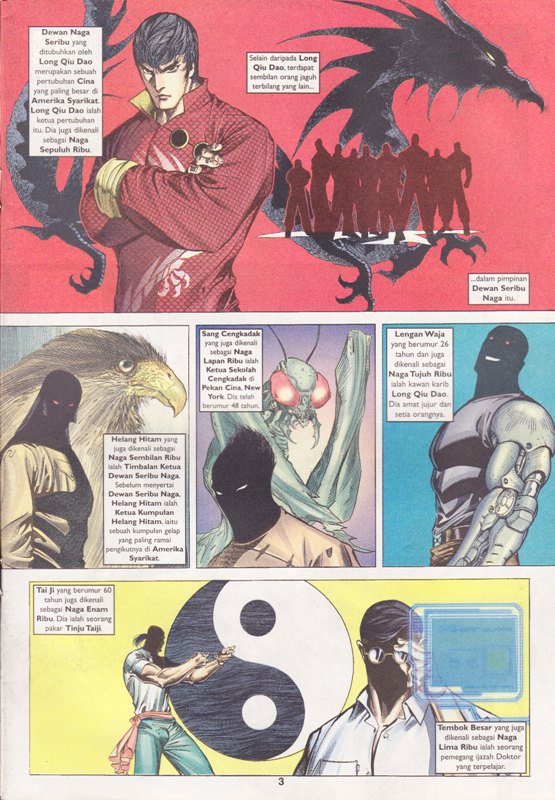 Dewan Naga
Seribu yang
ditubuhkan oleh
Long Qiu Dao
merupakan sebuah
pertubuhan Cina
yang paling besar di
Amerika Syarikat.
Long Qiu Dao ialah
ketua pertubuhan
itu. Dia juga dikenali
sebagai Naga
Sepuluh Ribu.
Selain daripada Long
Qiu Dao, terdapat
sembilan orang jaguh
terbilang yang lain...
...dalam pimpinan
Dewan Seribu
Naga itu.
Helang Hitam yang
juga dikenali sebagai
Naga Sembilan Ribu
ialah Timbalan Ketua
Dewan Seribu Naga.
Sebelum menyertai
Dewan Seribu Naga,
Helang Hitam ialah
Ketua Kumpulan
Helang Hitam, iaitu
sebuah kumpulan gelap
yang paling ramai
pengikutnya di Amerika
Syarikat.
Sang Cengkadak
yang juga dikenali
sebagai Naga
Lapan Ribu ialah
Ketua Sekolah
Cengkadak di
Pekan Cina, New
York. Dia telah
berumur 48 tahun.
Lengan Waja
yang berumur 26
tahun dan juga
dikenali sebagai
Naga Tujuh Ribu
ialah kawan karib
Long Qiu Dao.
Dia amat jujur dan
setia orangnya.
Tai Ji yang berumur 60
tahun juga dikenali
sebagai Naga Enam
Ribu. Dia ialah seorang
pakar Tinju Taiji.
Tembok Besar yang juga
dikenali sebagai Naga
Lima Ribu ialah seorang
pemegang ijazah Doktor
yang terpelajar.
3